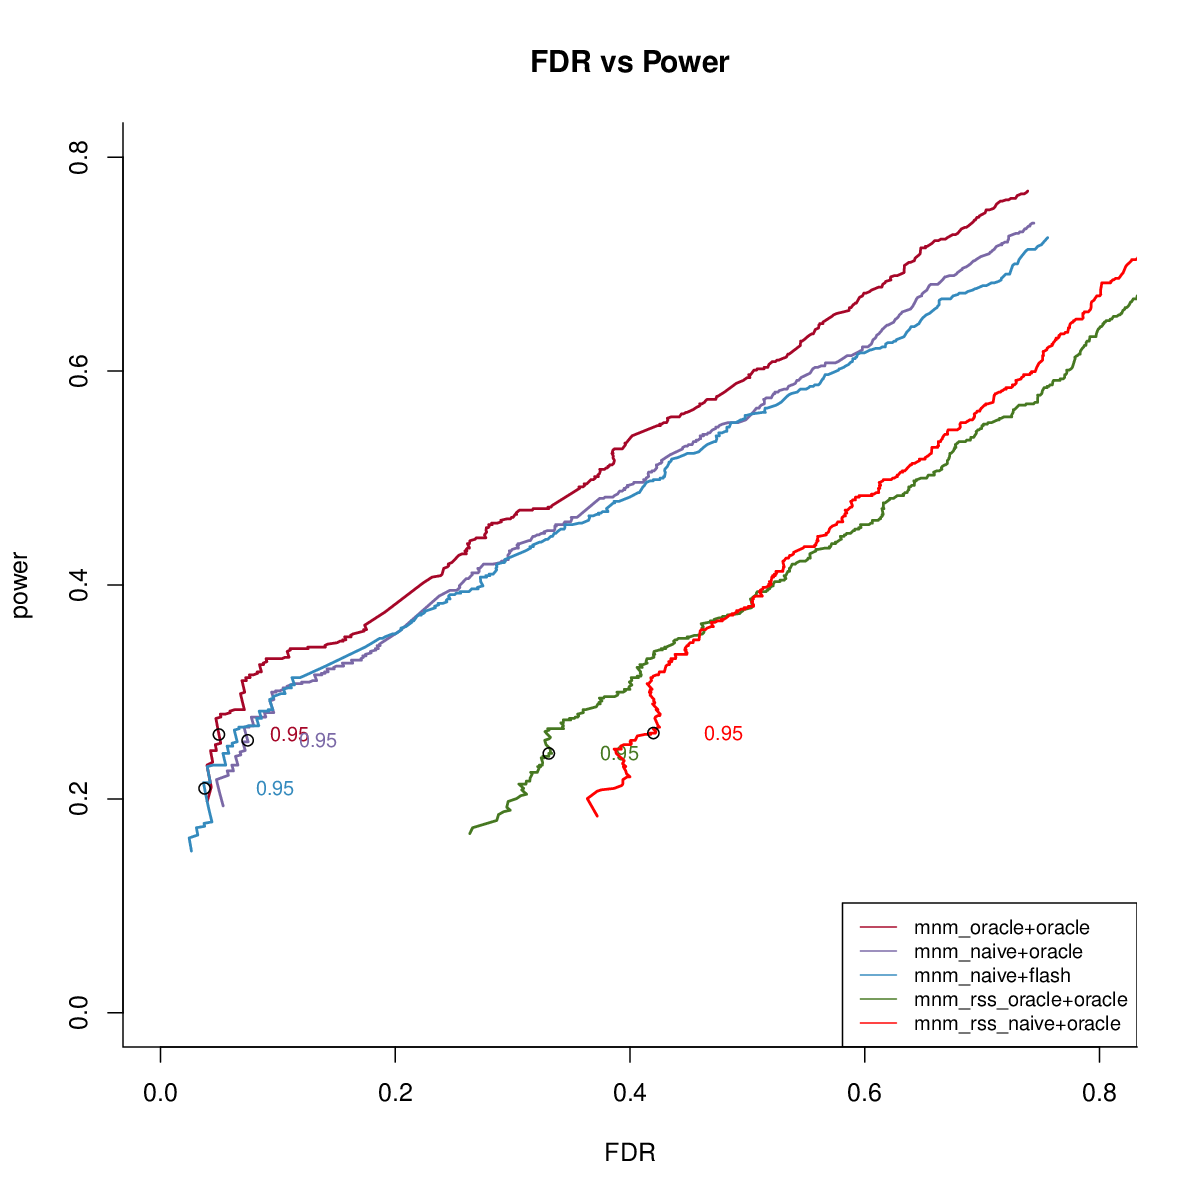 FDR vs Power
power
0.8
0.6
0.4
0.2
0.0
0.95
0.95
0.95
0.95
0.95
mnm_oracle+oracle
mnm_naive+oracle
mnm_naive+flash
mnm_rss_oracle+oracle
mnm_rss_naive+oracle
0.0 0.2 0.4 0.6 0.8
FDR